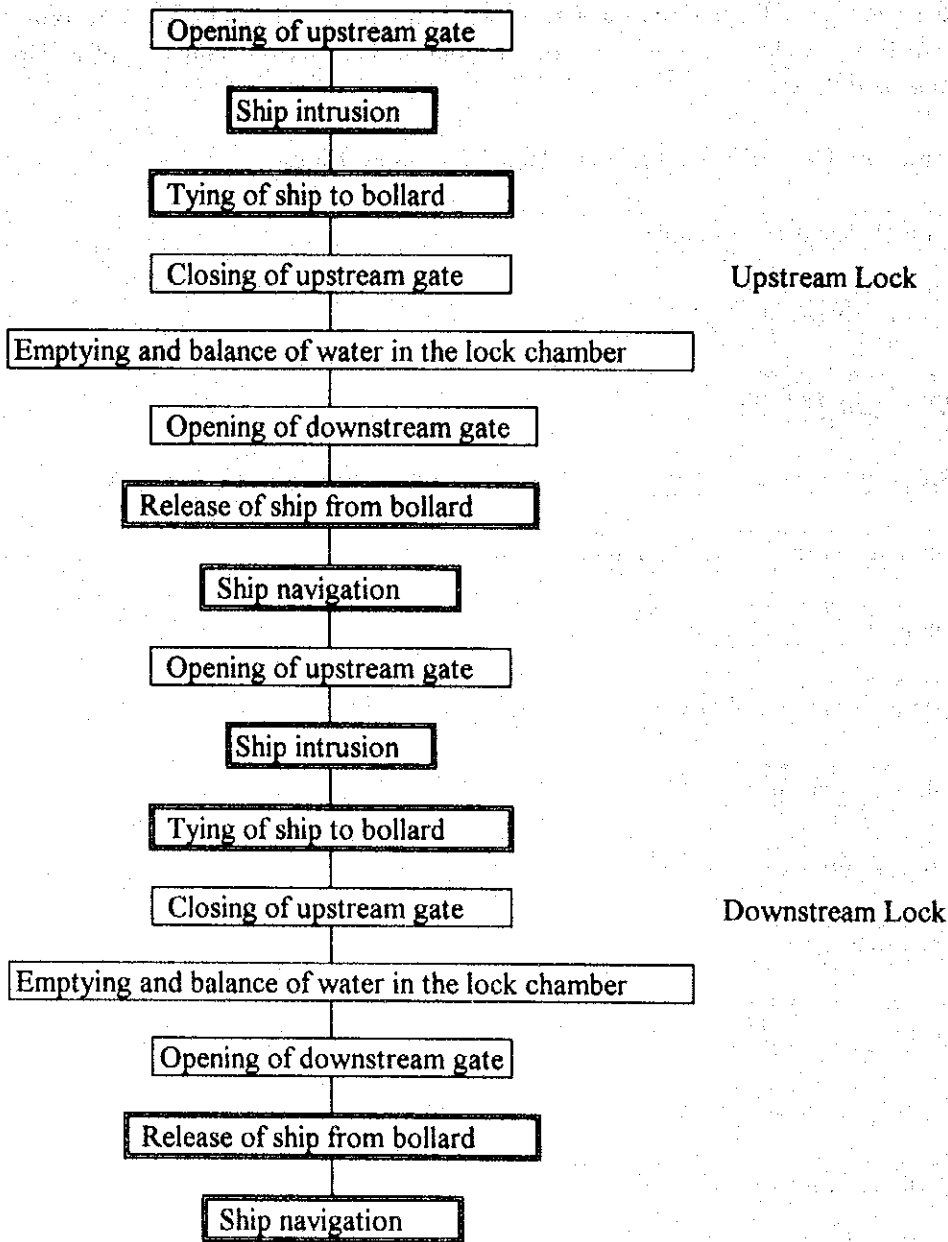 Opening of upstream gate
Ship intrusion
Tying of ship to bollard
Closing of upstream gate
Upstream Lock
Emptying and balance of water in the lock chamber
Opening of downstream gate
Release of ship from bollard
Ship navigation
Opening of upstream gate
Ship intrusion
Tying of ship to bollard
Closing of upstream gate
Downstream Lock
Emptying and balance of water in the lock chamber
Opening of downstream gate
Release of ship from bollard
Ship navigation